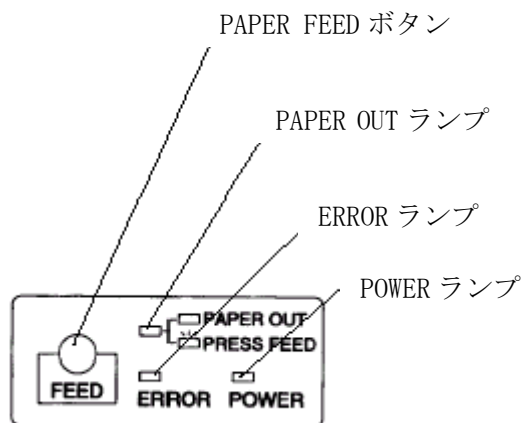 PAPER FEED ボタン
PAPER OUT ランプ
ERROR ランプ
POWER ランプ
PAPER OUT
PRESS FEED
FEED
ERROR
POWER